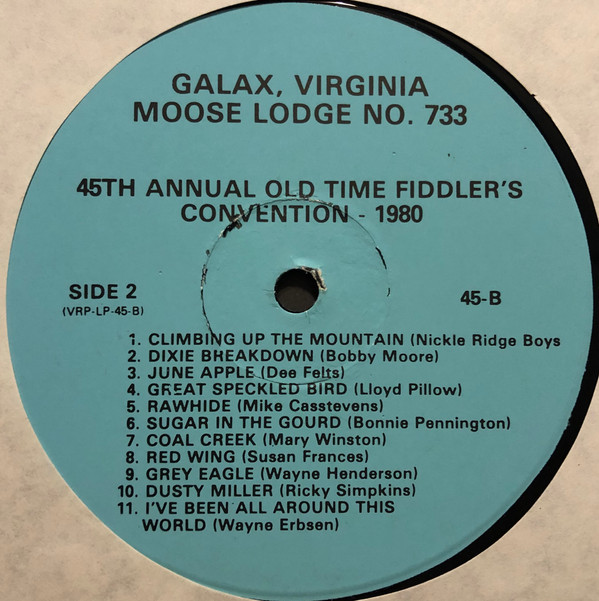 GALAX, VIRGINIA
MOOSE LODGE NO. 733
45TH ANNUAL OLD TIME FIDDLER'S
CONVENTION - 1980
SIDE 2
(VRP-LP-45-B)
45-B
1. CLIMBING UP THE MOUNTAIN (Nickle Ridge Boys
2. DIXIE BREAKDOWN (Bobby Moore)
3. JUNE APPLE (Dee Felts)
4. GREAT SPECKLED BIRD (Lloyd Pillow)
5. RAWHIDE (Mike Casstevens)
6. SUGAR IN THE GOURD (Bonnie Pennington)
7. COAL CREEK (Mary Winston)
8. RED WING (Susan Frances)
9. GREY EAGLE (Wayne Henderson)
10. DUSTY MILLER (Ricky Simpkins)
11. I'VE BEEN ALL AROUND THIS
WORLD (Wayne Erbsen)